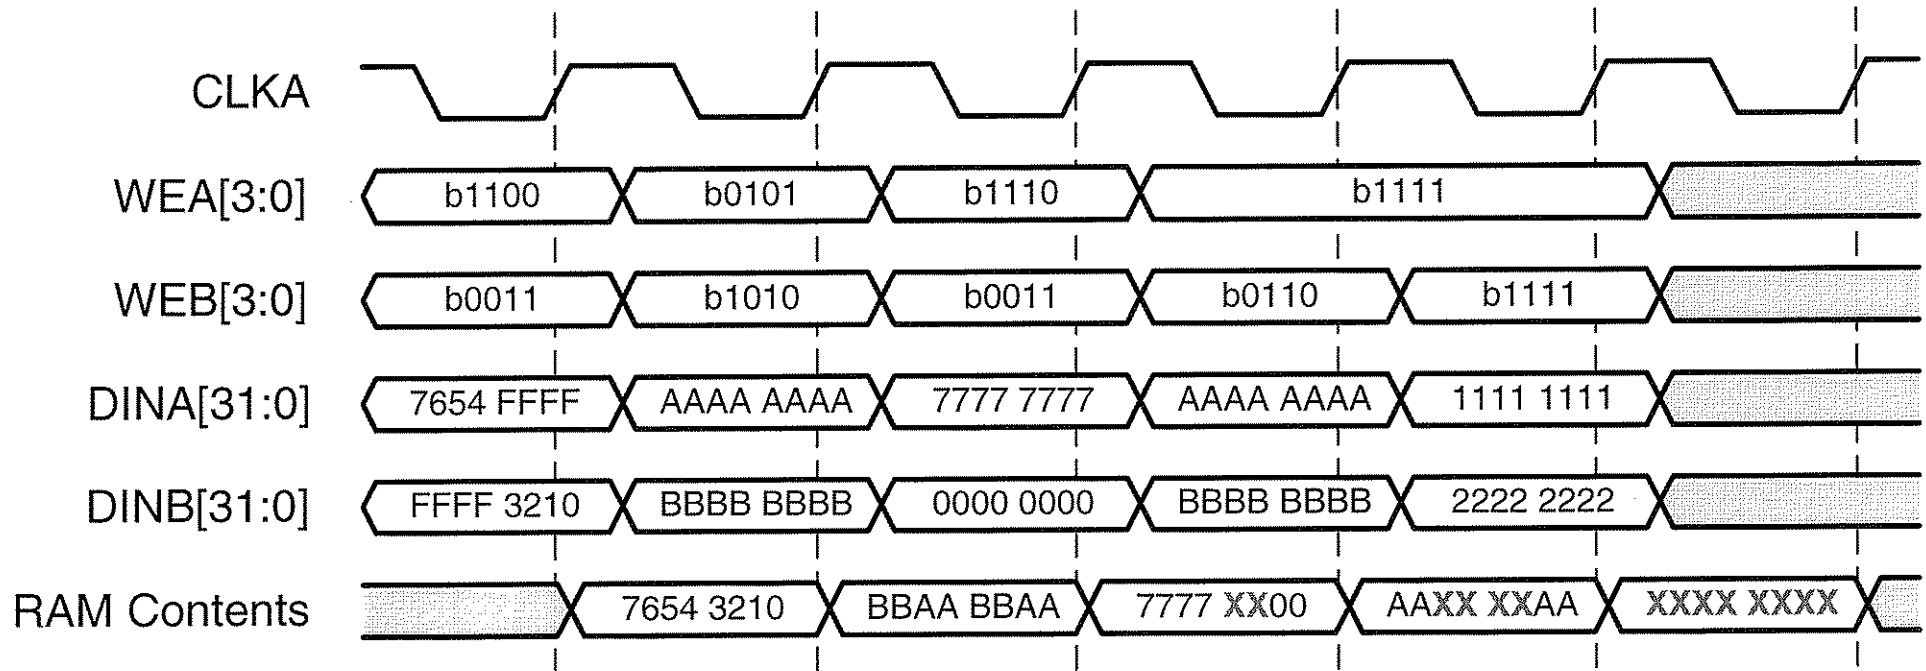 CLKA
WEA[3:0] b1100 b0101 b1110 b1111
WEB[3:0] b0011 b1010 b0011 b0110 b1111
DINA[31:0] 7654 FFFF AAAA AAAA 7777 7777 AAAA AAAA 1111 1111
DINB[31:0] FFFF 3210 BBBB BBBB 0000 0000 BBBB BBBB 2222 2222
RAM Contents 7654 3210 BBAA BBAA 7777 XX00 AAXX XXAA XXXX XXXX